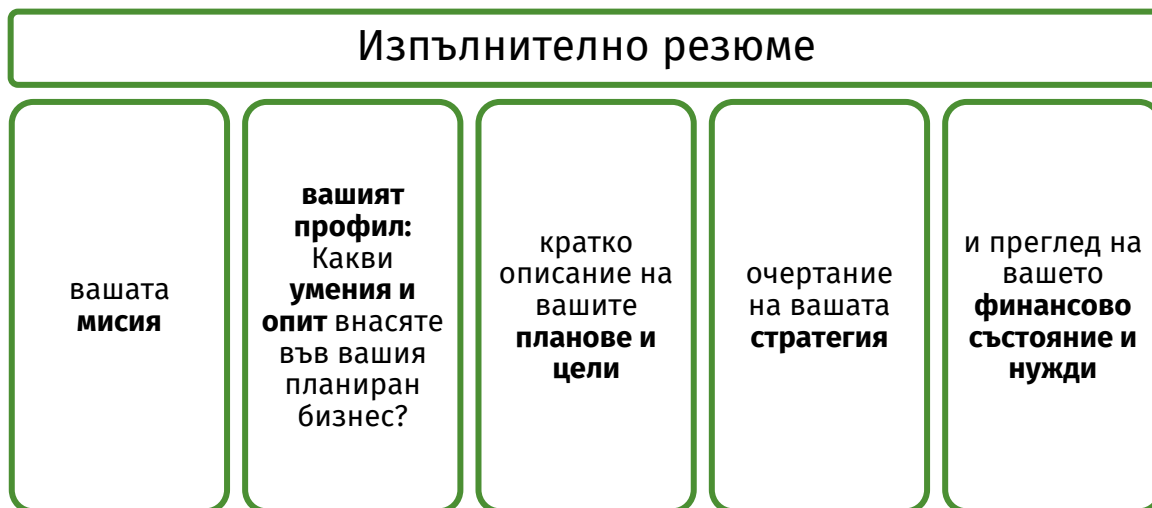 Изпълнително резюме
вашата
мисия
вашият
профил:
Какви
умения и
опит внасяте
във вашия
планиран
бизнес?
кратко
описание на
вашите
планове и
цели
очертание
на вашата
стратегия
и преглед на
вашето
финансово
състояние и
нужди